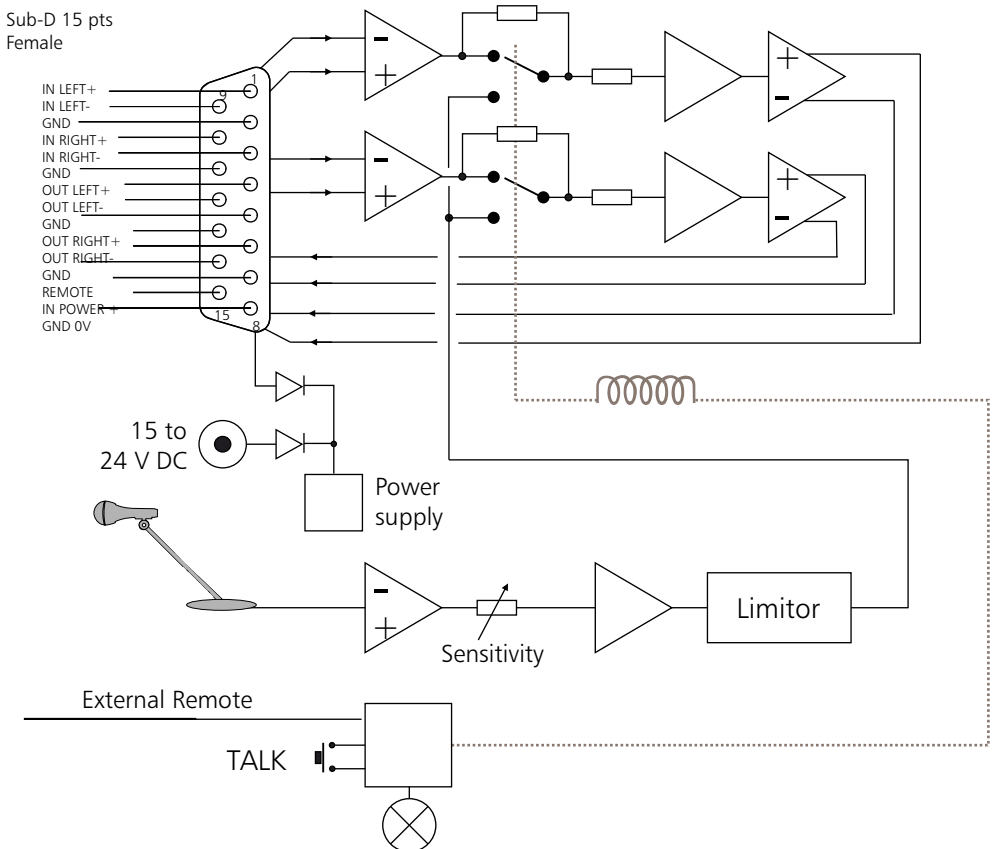 Sub-D 15 pts
Female
1
9
IN LEFT+
IN LEFT-
GND
IN RIGHT+
IN RIGHT-
GND
OUT LEFT+
OUT LEFT-
GND
OUT RIGHT+
OUT RIGHT-
GND
REMOTE
IN POWER +
GND 0V
15
8
- +
+ -
- +
+ -
15 to
24 V DC
Power
supply
- +
Sensitivity
Limitor
External Remote
TALK